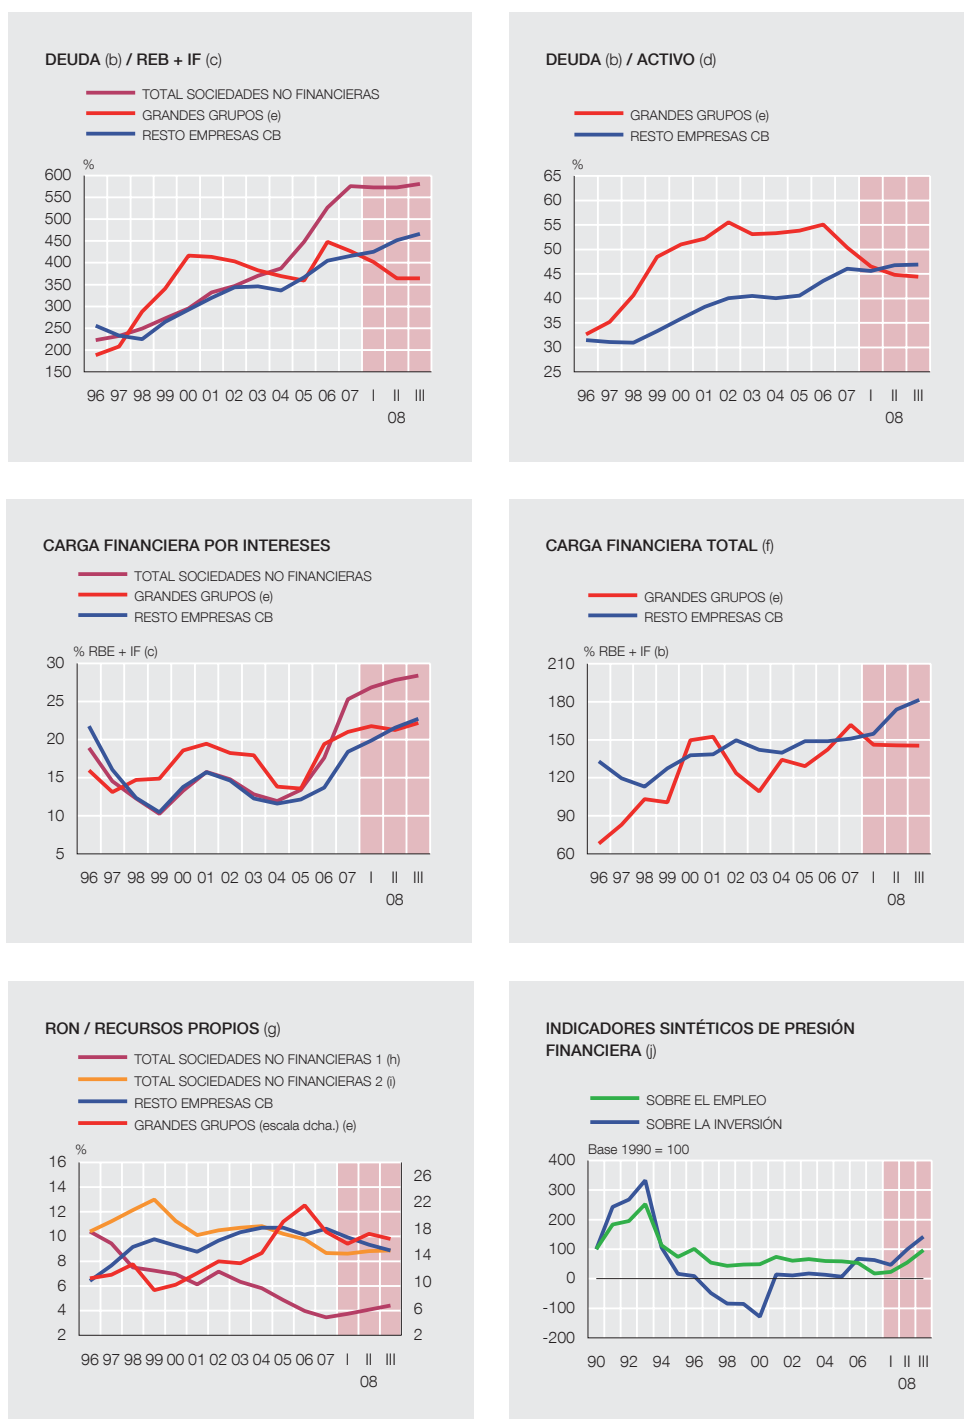 DEUDA (b) / REB + IF (c)
TOTAL SOCIEDADES NO FINANCIERAS
GRANDES GRUPOS (e)
RESTO EMPRESAS CB
%
600
550
500
450
400
350
300
250
200
150
96 97 98 99 00 01 02 03 04 05 06 07 I II III
08
DEUDA (b) / ACTIVO (d)
GRANDES GRUPOS (e)
RESTO EMPRESAS CB
%
65
60
55
50
45
40
35
30
25
96 97 98 99 00 01 02 03 04 05 06 07 I II III
08
CARGA FINANCIERA POR INTERESES
TOTAL SOCIEDADES NO FINANCIERAS
GRANDES GRUPOS (e)
RESTO EMPRESAS CB
% RBE + IF (c)
30
25
20
15
10
5
96 97 98 99 00 01 02 03 04 05 06 07 I II III
08
CARGA FINANCIERA TOTAL (f)
GRANDES GRUPOS (e)
RESTO EMPRESAS CB
% RBE + IF (b)
210
180
150
120
90
60
96 97 98 99 00 01 02 03 04 05 06 07 I II III
08
RON / RECURSOS PROPIOS (g)
TOTAL SOCIEDADES NO FINANCIERAS 1 (h)
TOTAL SOCIEDADES NO FINANCIERAS 2 (i)
RESTO EMPRESAS CB
GRANDES GRUPOS (escala dcha.) (e)
%
16
14
12
10
8
6
4
2
26
22
18
14
10
6
2
96 97 98 99 00 01 02 03 04 05 06 07 I II III
08
INDICADORES SINTÉTICOS DE PRESIÓN
FINANCIERA (j)
SOBRE EL EMPLEO
SOBRE LA INVERSIÓN
Base 1990 = 100
400
300
200
100
0
-100
-200
90 92 94 96 98 00 02 04 06 I II III
08